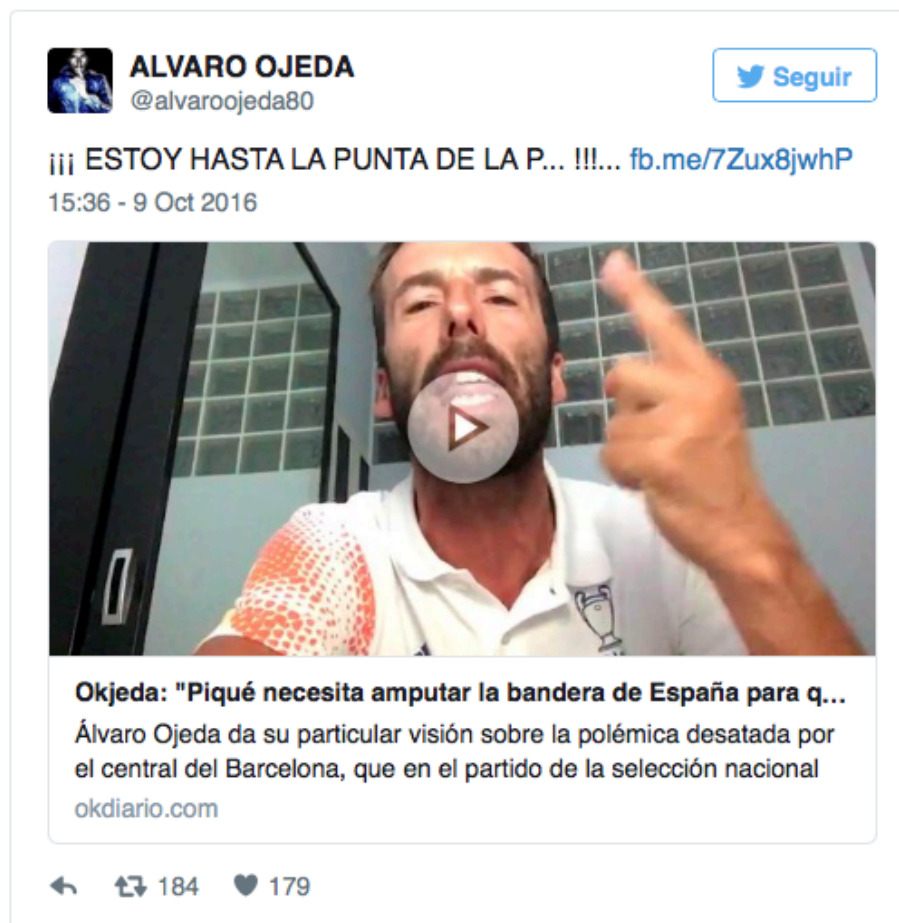 ALVARO OJEDA
@alvaroojeda80
Seguir
¡¡¡ ESTOY HASTA LA PUNTA DE LA P... !!!... fb.me/7Zux8jwhP
15:36 - 9 Oct 2016
Okjeda: "Piqué necesita amputar la bandera de España para q...
Álvaro Ojeda da su particular visión sobre la polémica desatada por
el central del Barcelona, que en el partido de la selección nacional
okdiario.com
184
179